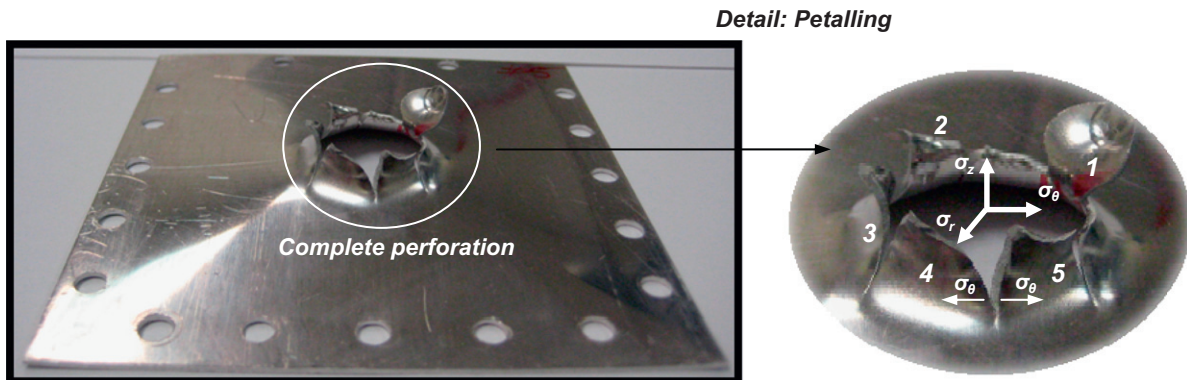 Detail: Petalling
Complete perforation
2
1
σz
σθ
σr
3
4
5
σθ
σθ